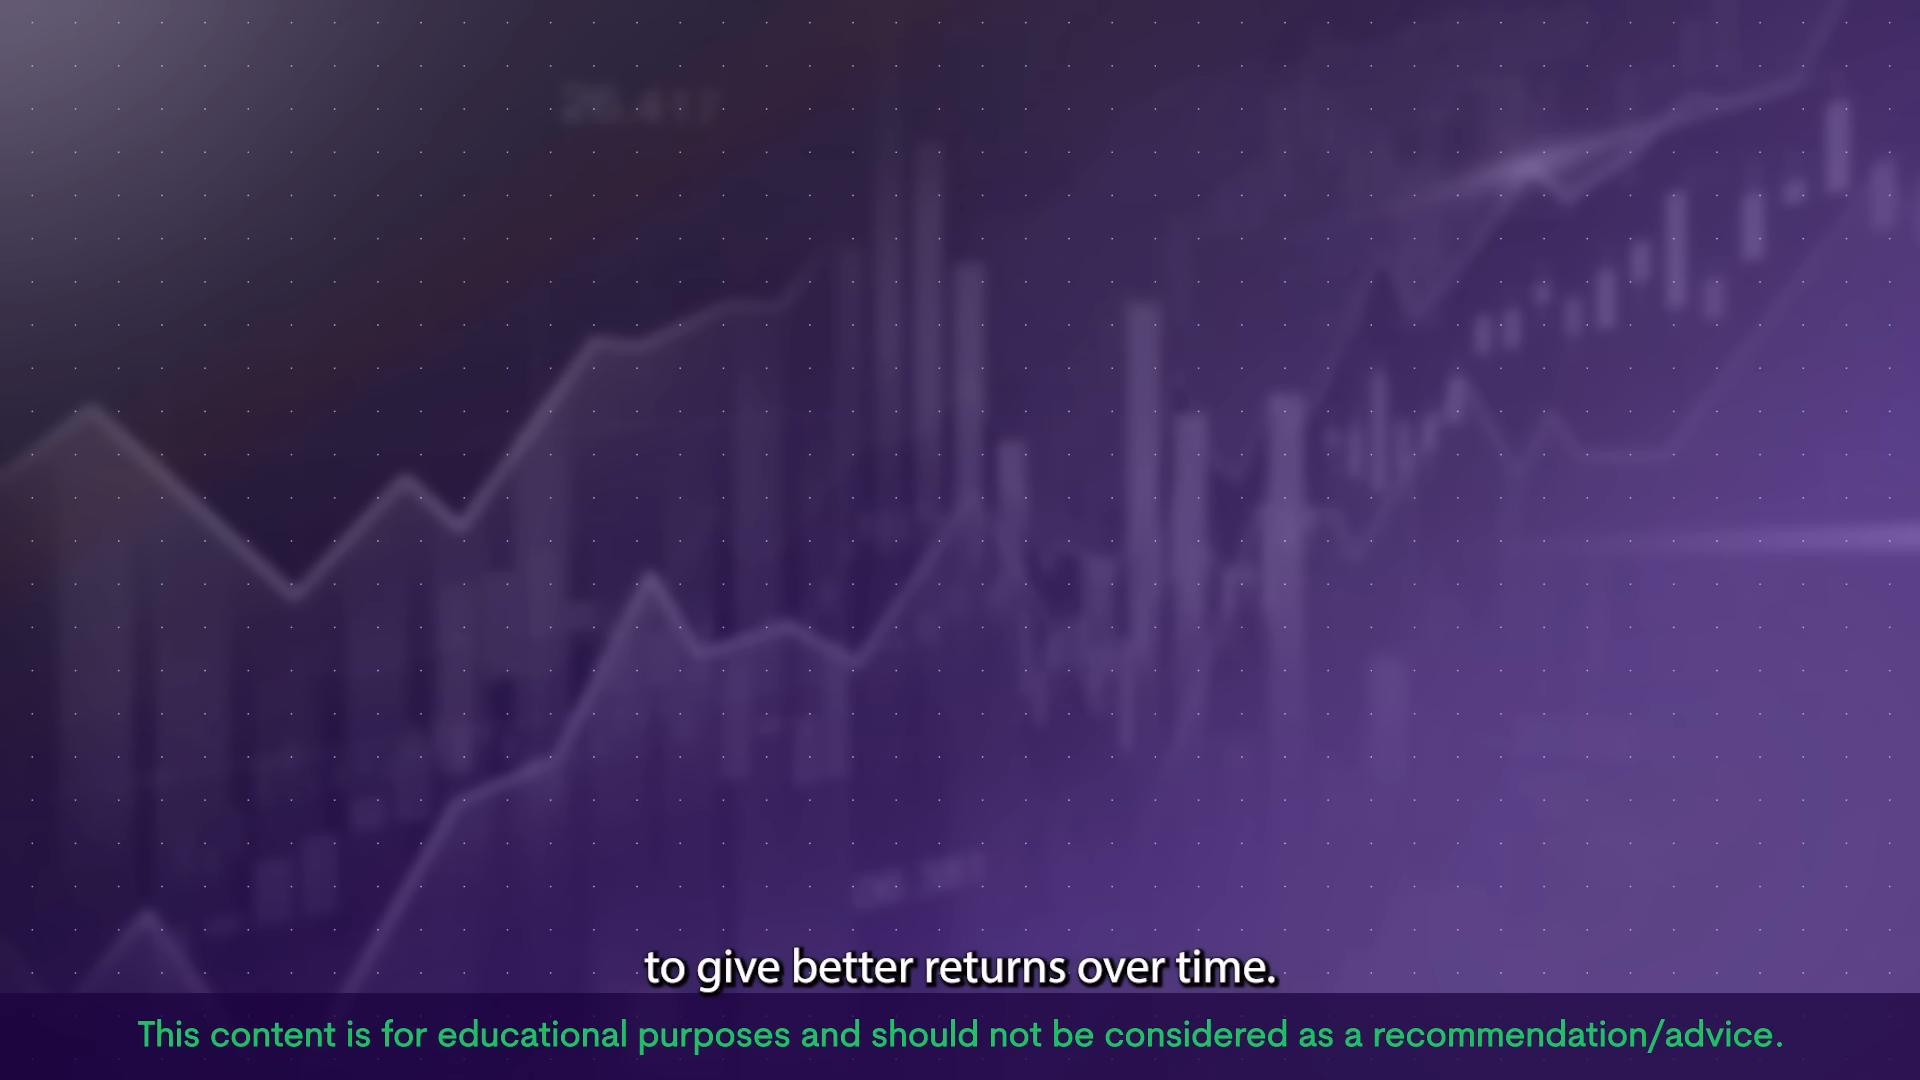 to give better returns over time.
This content is for educational purposes and should not be considered as a recommendation/advice.